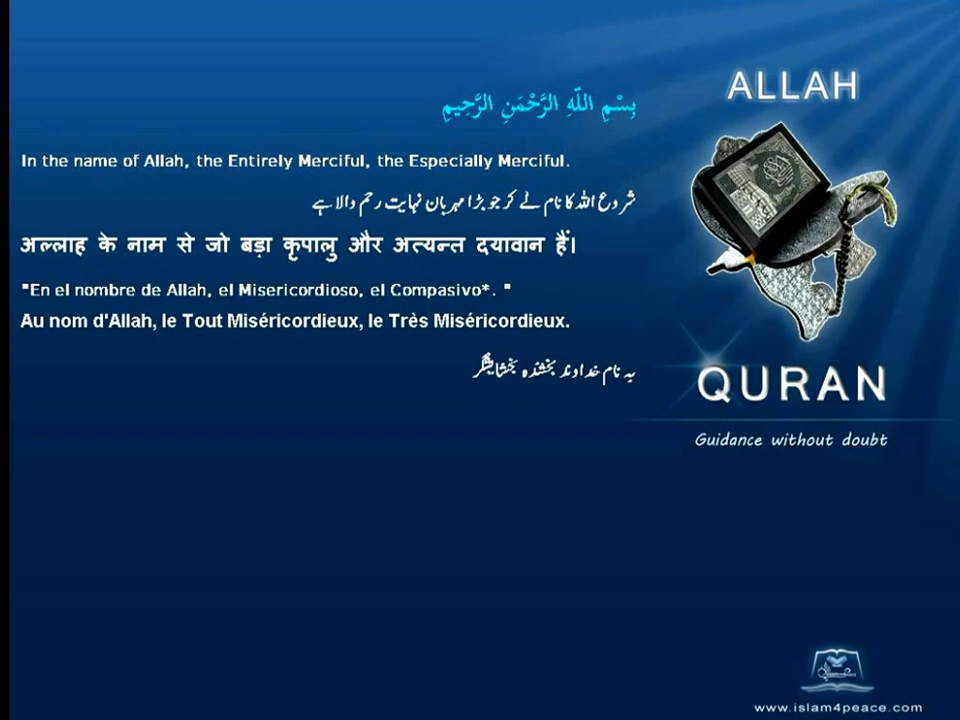 بِسْمِ اللَّهِ الرَّحْمَنِ الرَّحِيمِ
In the name of Allah, the Entirely Merciful, the Especially Merciful.
شروع الله کا نام لے کر جو بڑا مہربان نہایت رحم والا ہے
अल्लाह के नाम से जो बड़ा कृपालु और अत्यन्त दयावान हैं।
"En el nombre de Allah, el Misericordioso, el Compasivo*. "
Au nom d'Allah, le Tout Miséricordieux, le Très Miséricordieux.
به نام خداوند بخشنده بخشایشگر
ALLAH
QURAN
Guidance without doubt
www.islam4peace.com